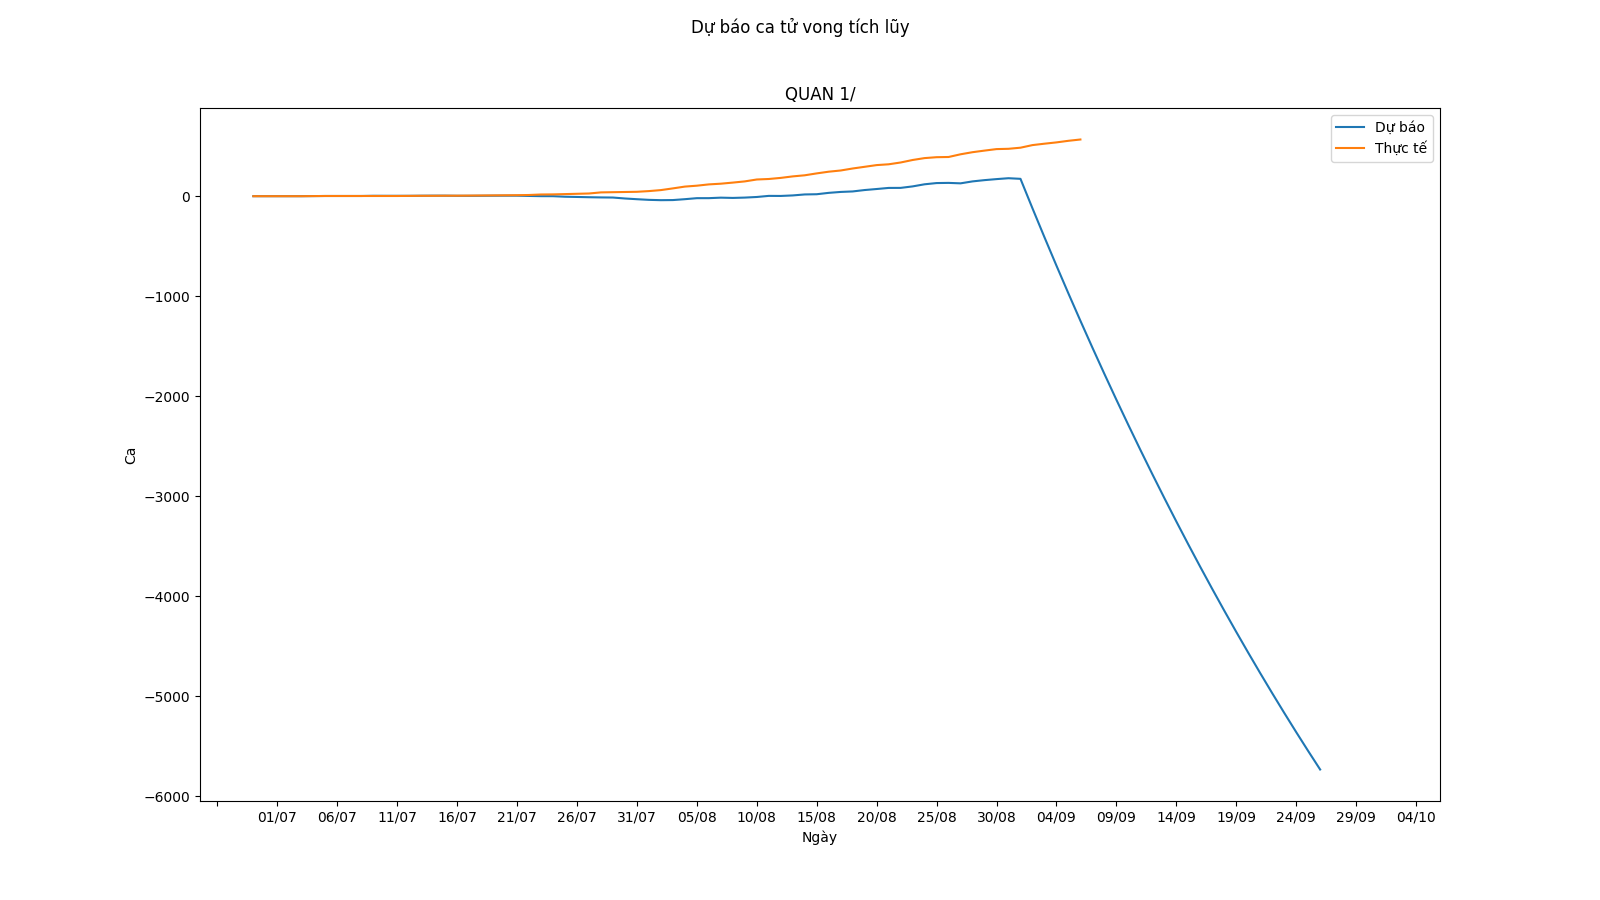 Dự báo ca tử vong tích lũy
QUAN 1/
Dự báo
Thực tế
0
−1000
−2000
−3000
−4000
−5000
−6000
Ca
01/07 06/07 11/07 16/07 21/07 26/07 31/07 05/08 10/08 15/08 20/08 25/08 30/08 04/09 09/09 14/09 19/09 24/09 29/09 04/10
Ngày